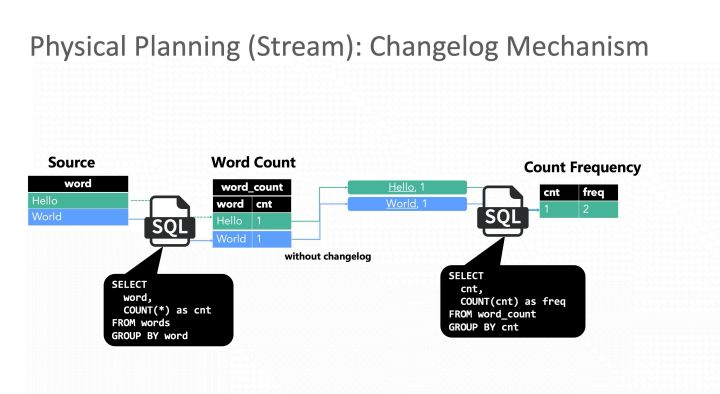 Physical Planning (Stream): Changelog Mechanism
Source
word
Hello
World
SQL
SELECT
word,
COUNT(*) as cnt
FROM words
GROUP BY word
Word Count
word_count
word cnt
Hello 1
World 1
Hello, 1
World, 1
without changelog
SQL
SELECT
cnt,
COUNT(cnt) as freq
FROM word_count
GROUP BY cnt
Count Frequency
cnt freq
1 2